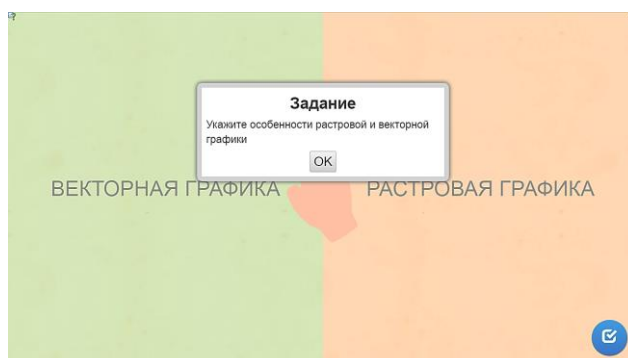 Задание
Укажите особенности растровой и векторной
графики
OK
ВЕКТОРНАЯ ГРАФИКА
РАСТРОВАЯ ГРАФИКА